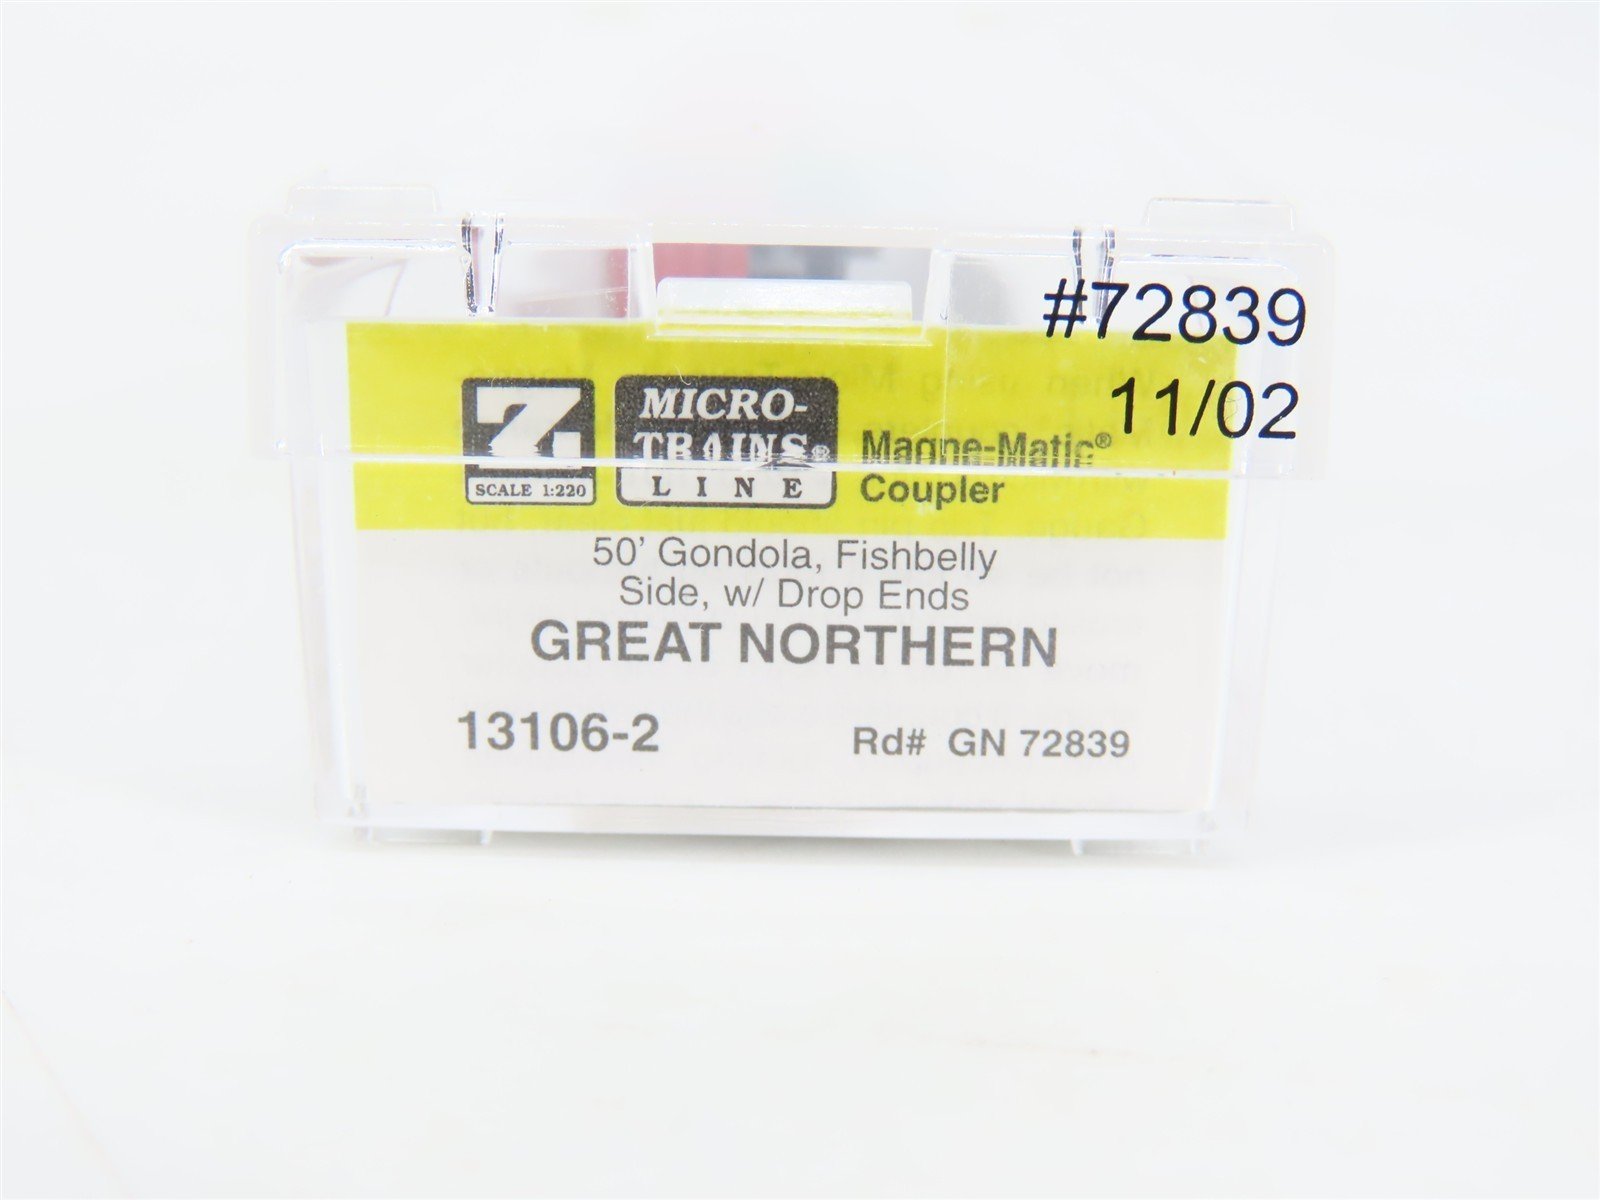 #72839
11/02
Z
SCALE 1:220
MICRO-
TRAINS®
LINE
Magne-Matic®
Coupler
50' Gondola, Fishbelly
Side, w/ Drop Ends
GREAT NORTHERN
13106-2 Rd# GN 72839